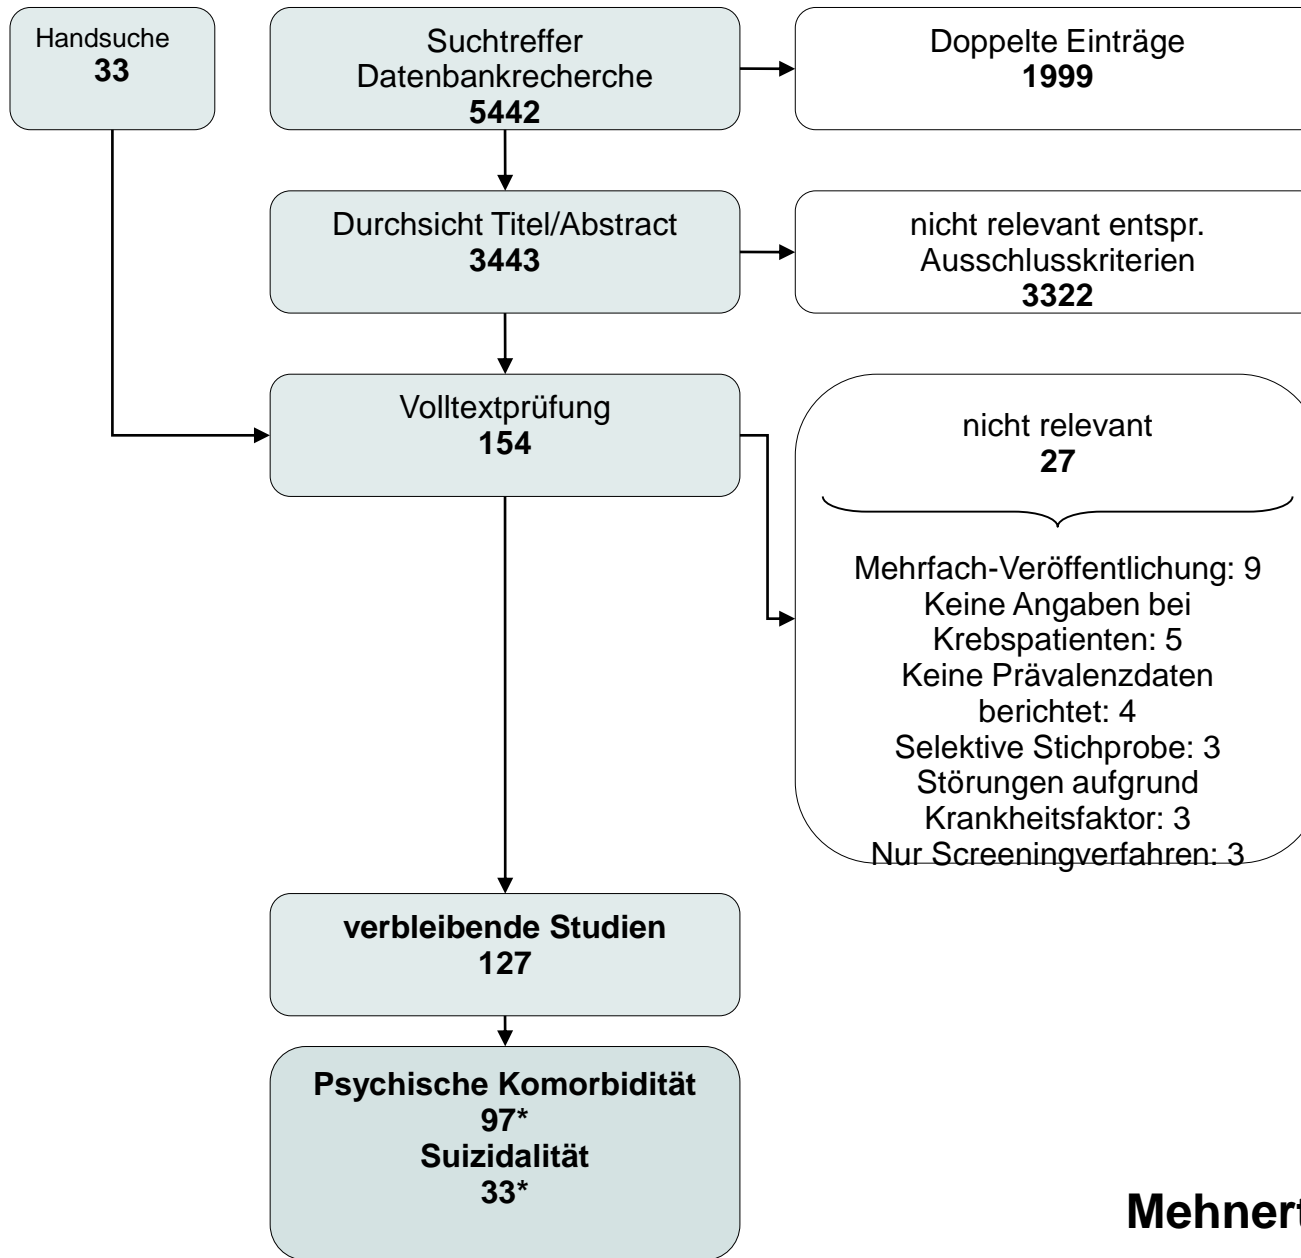 Handsuche
33
Suchtreffer
Datenbankrecherche
5442
Doppelte Einträge
1999
Durchsicht Titel/Abstract
3443
nicht relevant entspr.
Ausschlusskriterien
3322
Volltextprüfung
154
nicht relevant
27
Mehrfach-Veröffentlichung: 9
Keine Angaben bei
Krebspatienten: 5
Keine Prävalenzdaten
berichtet: 4
Selektive Stichprobe: 3
Störungen aufgrund
Krankheitsfaktor: 3
Nur Screeningverfahren: 3
verbleibende Studien
127
Psychische Komorbidität
97*
Suizidalität
33*
Mehnert